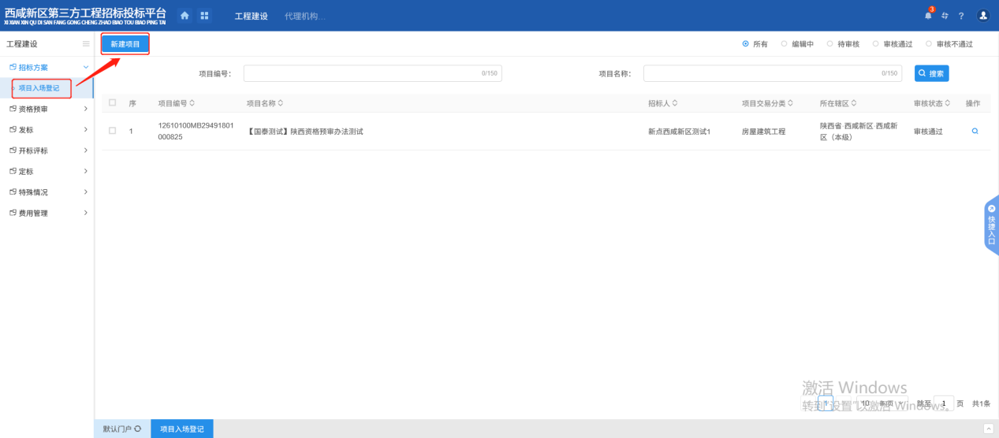 西咸新区第三方工程招标投标平台
XI XIAN XIN QU DI SAN FANG GONG CHENG ZHAO BIAO TOU BIAO PING TAI
工程建设
代理机构...
3
?
工程建设
新建项目
所有
编辑中
待审核
审核通过
审核不通过
招标方案
项目入场登记
资格预审
发标
开标评标
定标
特殊情况
费用管理
项目编号:
0/150
项目名称:
0/150
搜索
序
项目编号
项目名称
招标人
项目交易分类
所在辖区
审核状态
操作
1
12610100MB29491801
000825
【国泰测试】陕西资格预审办法测试
新点西咸新区测试1
房屋建筑工程
陕西省·西咸新区·西咸新
区（本级）
审核通过
快捷入口
激活 Windows
转到"设置"以激活 Windows。
1
10 条/页
跳至
1
页
共1条
默认门户
项目入场登记